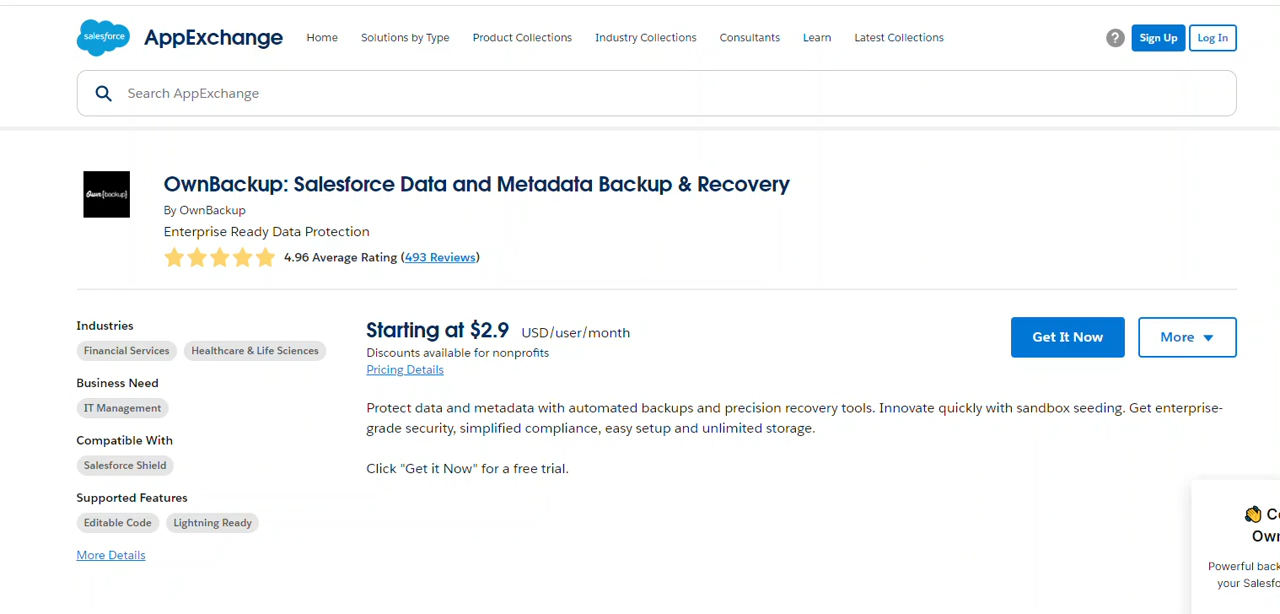 salesforce
AppExchange
Home Solutions by Type Product Collections Industry Collections Consultants Learn Latest Collections
? Sign Up Log In
Search AppExchange
Own{backup}
OwnBackup: Salesforce Data and Metadata Backup & Recovery
By OwnBackup
Enterprise Ready Data Protection
4.96 Average Rating (493 Reviews)
Industries
Financial Services Healthcare & Life Sciences
Business Need
IT Management
Compatible With
Salesforce Shield
Supported Features
Editable Code Lightning Ready
More Details
Starting at $2.9 USD/user/month
Discounts available for nonprofits
Pricing Details
Get It Now More
Protect data and metadata with automated backups and precision recovery tools. Innovate quickly with sandbox seeding. Get enterprise-
grade security, simplified compliance, easy setup and unlimited storage.
Click "Get it Now" for a free trial.
Powerful
your